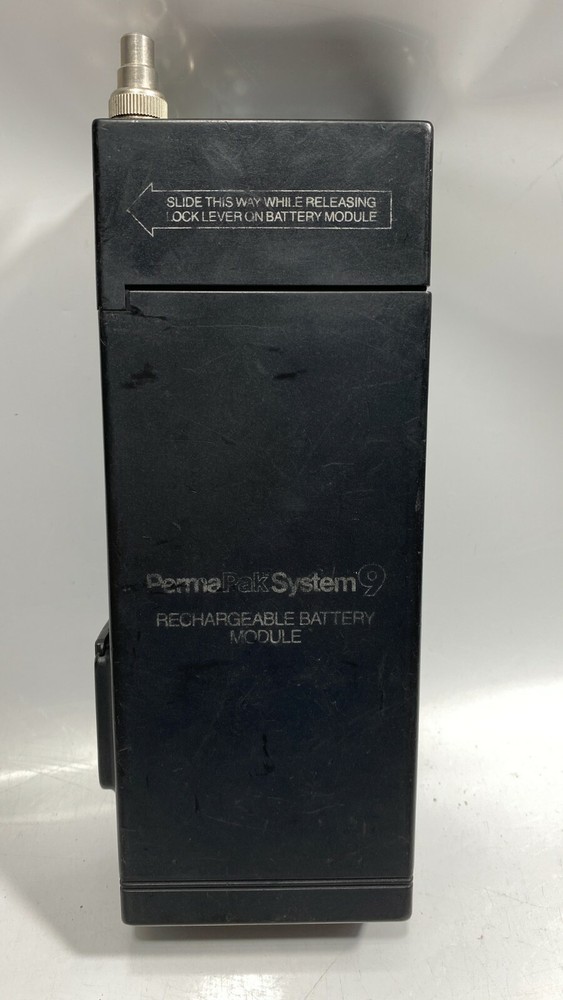 SLIDE THIS WAY WHILE RELEASING
LOCK LEVER ON BATTERY MODULE
PermaPak System 9
RECHARGEABLE BATTERY
MODULE